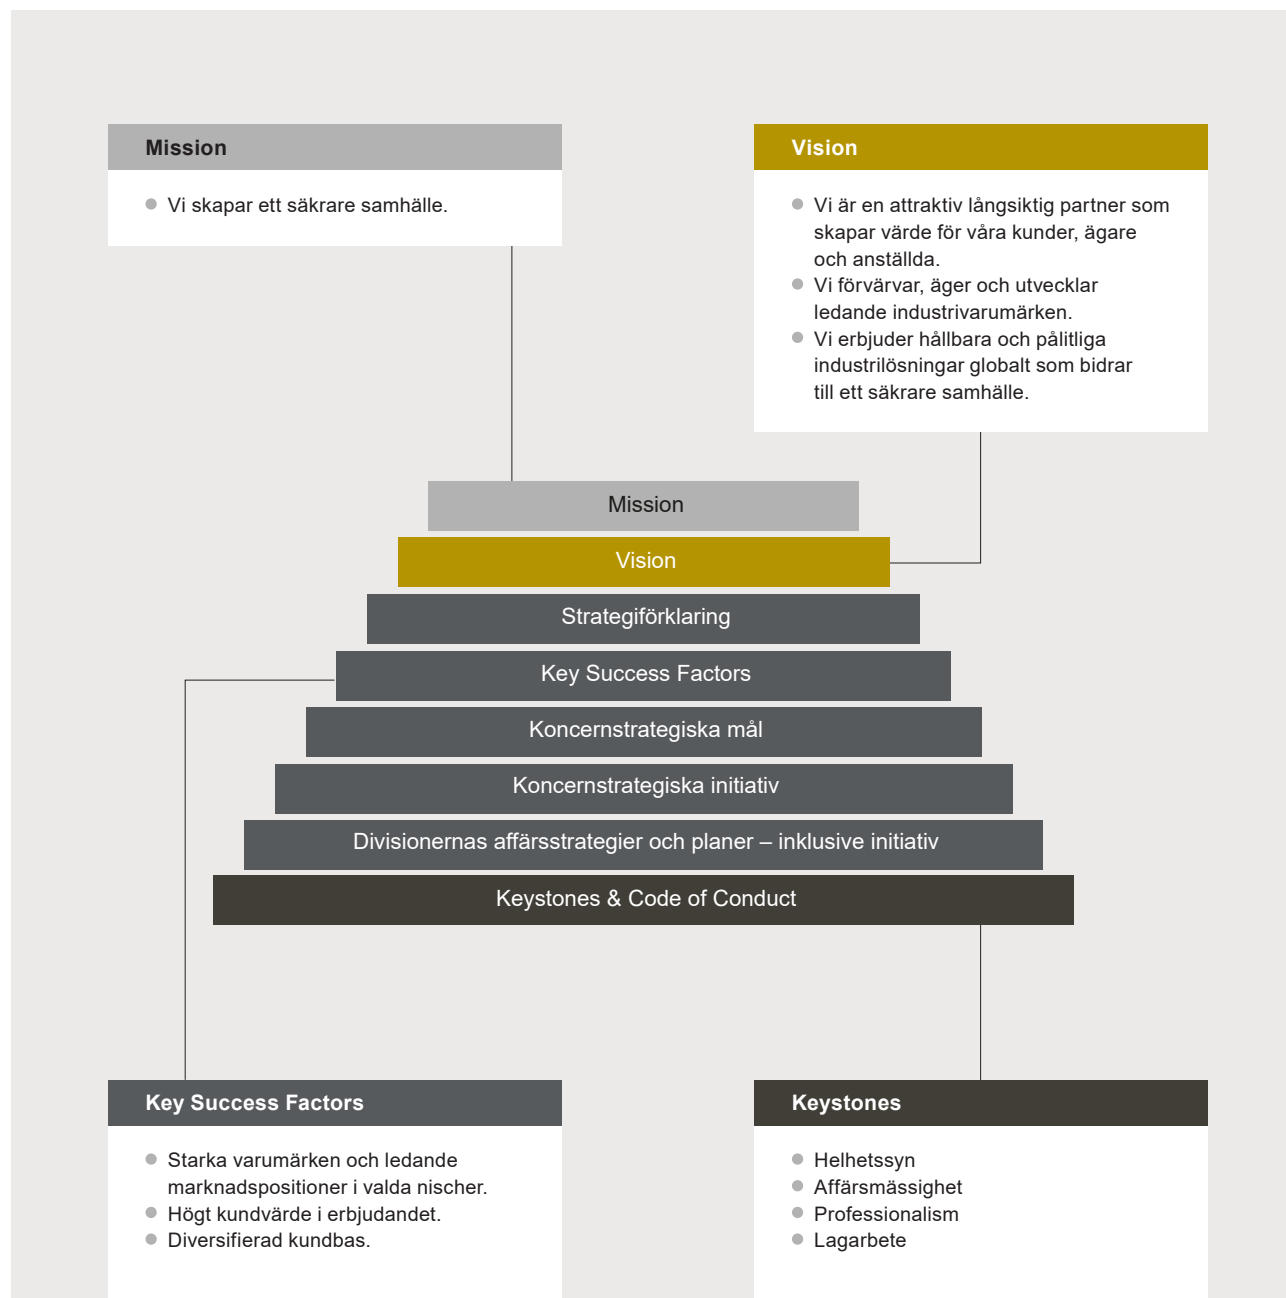 Mission
Vi skapar ett säkrare samhälle.
Vision
Vi är en attraktiv långsiktig partner som
skapar värde för våra kunder, ägare
och anställda.
Vi förvärvar, äger och utvecklar
ledande industrivarumärken.
Vi erbjuder hållbara och pålitliga
industrilösningar globalt som bidrar
till ett säkrare samhälle.
Mission
Vision
Strategiförklaring
Key Success Factors
Koncernstrategiska mål
Koncernstrategiska initiativ
Divisionernas affärsstrategier och planer – inklusive initiativ
Keystones & Code of Conduct
Key Success Factors
Starka varumärken och ledande
marknadspositioner i valda nischer.
Högt kundvärde i erbjudandet.
Diversifierad kundbas.
Keystones
Helhetssyn
Affärsmässighet
Professionalism
Lagarbete